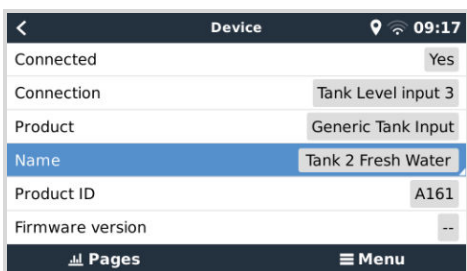 Device 09:17
Connected Yes
Connection Tank Level input 3
Product Generic Tank Input
Name Tank 2 Fresh Water
Product ID A161
Firmware version --
Pages Menu